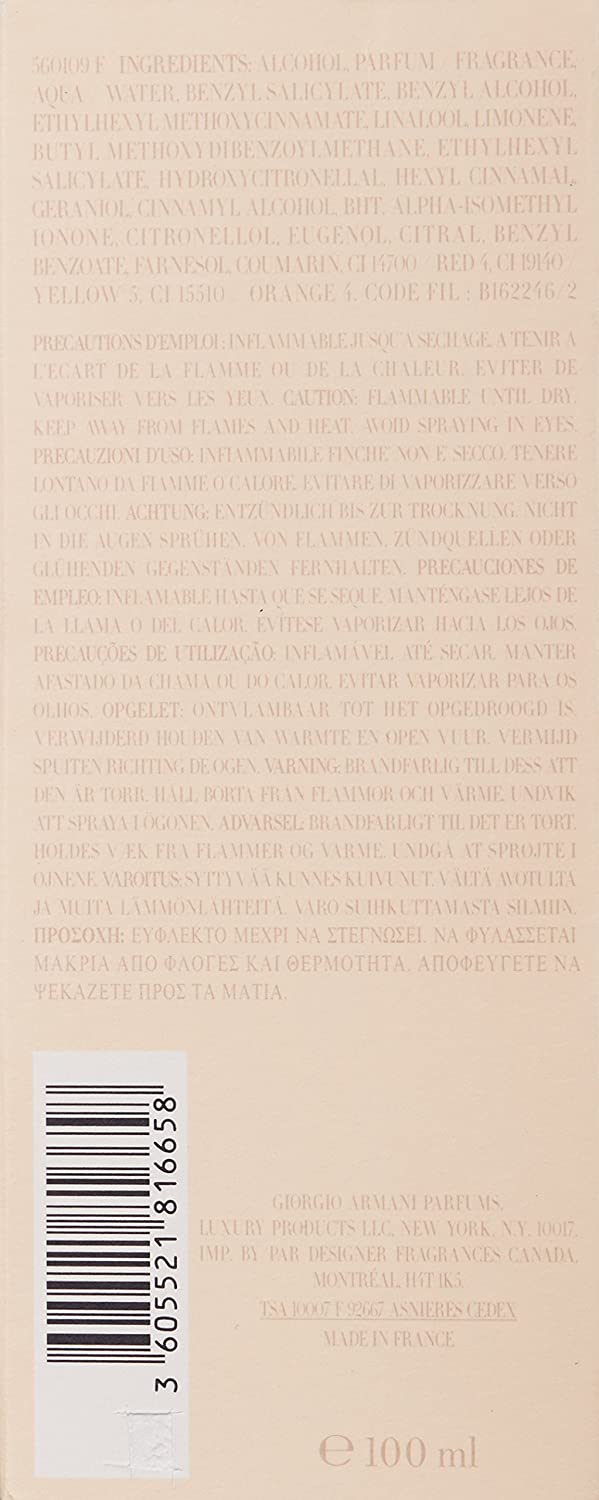 560109 F INGREDIENTS: ALCOHOL, PARFUM / FRAGRANCE,
AQUA / WATER, BENZYL SALICYLATE, BENZYL ALCOHOL,
ETHYLHEXYL METHOXYCINNAMATE, LINALOOL, LIMONENE,
BUTYL METHOXYDIBENZOYLMETHANE, ETHYLHEXYL
SALICYLATE, HYDROXYCITRONELLAL, HEXYL CINNAMAL,
GERANIOL, CINNAMYL ALCOHOL, BHT, ALPHA-ISOMETHYL
IONONE, CITRONELLOL, EUGENOL, CITRAL, BENZYL
BENZOATE, FARNESOL, COUMARIN, CI 14700 / RED 4, CI 19140 /
YELLOW 5, CI 15510 / ORANGE 4. CODE FIL : B162246/2
PRECAUTIONS D'EMPLOI : INFLAMMABLE JUSQU'A SECHAGE. A TENIR A
L'ECART DE LA FLAMME OU DE LA CHALEUR. EVITER DE
VAPORISER VERS LES YEUX. CAUTION: FLAMMABLE UNTIL DRY.
KEEP AWAY FROM FLAMES AND HEAT. AVOID SPRAYING IN EYES.
PRECAUZIONI D'USO: INFIAMMABILE FINCHE' NON E' SECCO. TENERE
LONTANO DA FIAMME O CALORE. EVITARE DI VAPORIZZARE VERSO
GLI OCCHI. ACHTUNG: ENTZÜNDLICH BIS ZUR TROCKNUNG. NICHT
IN DIE AUGEN SPRÜHEN. VON FLAMMEN, ZÜNDQUELLEN ODER
GLÜHENDEN GEGENSTÄNDEN FERNHALTEN. PRECAUCIONES DE
EMPLEO: INFLAMABLE HASTA QUE SE SEQUE. MANTÉNGASE LEJOS DE
LA LLAMA O DEL CALOR. EVÍTESE VAPORIZAR HACIA LOS OJOS.
PRECAUÇÕES DE UTILIZAÇÃO: INFLAMÁVEL ATÉ SECAR. MANTER
AFASTADO DA CHAMA OU DO CALOR. EVITAR VAPORIZAR PARA OS
OLHOS. OPGELET: ONTVLAMBAAR TOT HET OPGEDROOGD IS.
VERWIJDERD HOUDEN VAN WARMTE EN OPEN VUUR. VERMIJD
SPUITEN RICHTING DE OGEN. VARNING: BRANDFARLIG TILL DESS ATT
DEN ÄR TORR. HÅLL BORTA FRÅN FLAMMOR OCH VÄRME. UNDVIK
ATT SPRAYA I ÖGONEN. ADVARSEL: BRANDFARLIGT TIL DET ER TØRT.
HOLDES VÆK FRA FLAMMER OG VARME. UNDGÅ AT SPRØJTE I
ØJNENE. VAROITUS: SYTTYVÄÄ KUNNES KUIVUNUT. VÄLTÄ AVOTULTA
JA MUITA LÄMMÖNLÄHTEITÄ. VARO SUIHKUTTAMASTA SILMIIN.
ΠΡΟΣΟΧΗ: ΕΥΦΛΕΚΤΟ ΜΕΧΡΙ ΝΑ ΣΤΕΓΝΩΣΕΙ. ΝΑ ΦΥΛΑΣΣΕΤΑΙ
ΜΑΚΡΙΑ ΑΠΟ ΦΛΟΓΕΣ ΚΑΙ ΘΕΡΜΟΤΗΤΑ. ΑΠΟΦΕΥΓΕΤΕ ΝΑ
ΨΕΚΑΖΕΤΕ ΠΡΟΣ ΤΑ ΜΑΤΙΑ.
3 605521 816658
GIORGIO ARMANI PARFUMS,
LUXURY PRODUCTS LLC, NEW YORK, N.Y. 10017,
IMP. BY PAR DESIGNER FRAGRANCES CANADA,
MONTRÉAL, H4T 1K5.
TSA 10007 F 92667 ASNIERES CEDEX
MADE IN FRANCE
℮ 100 ml